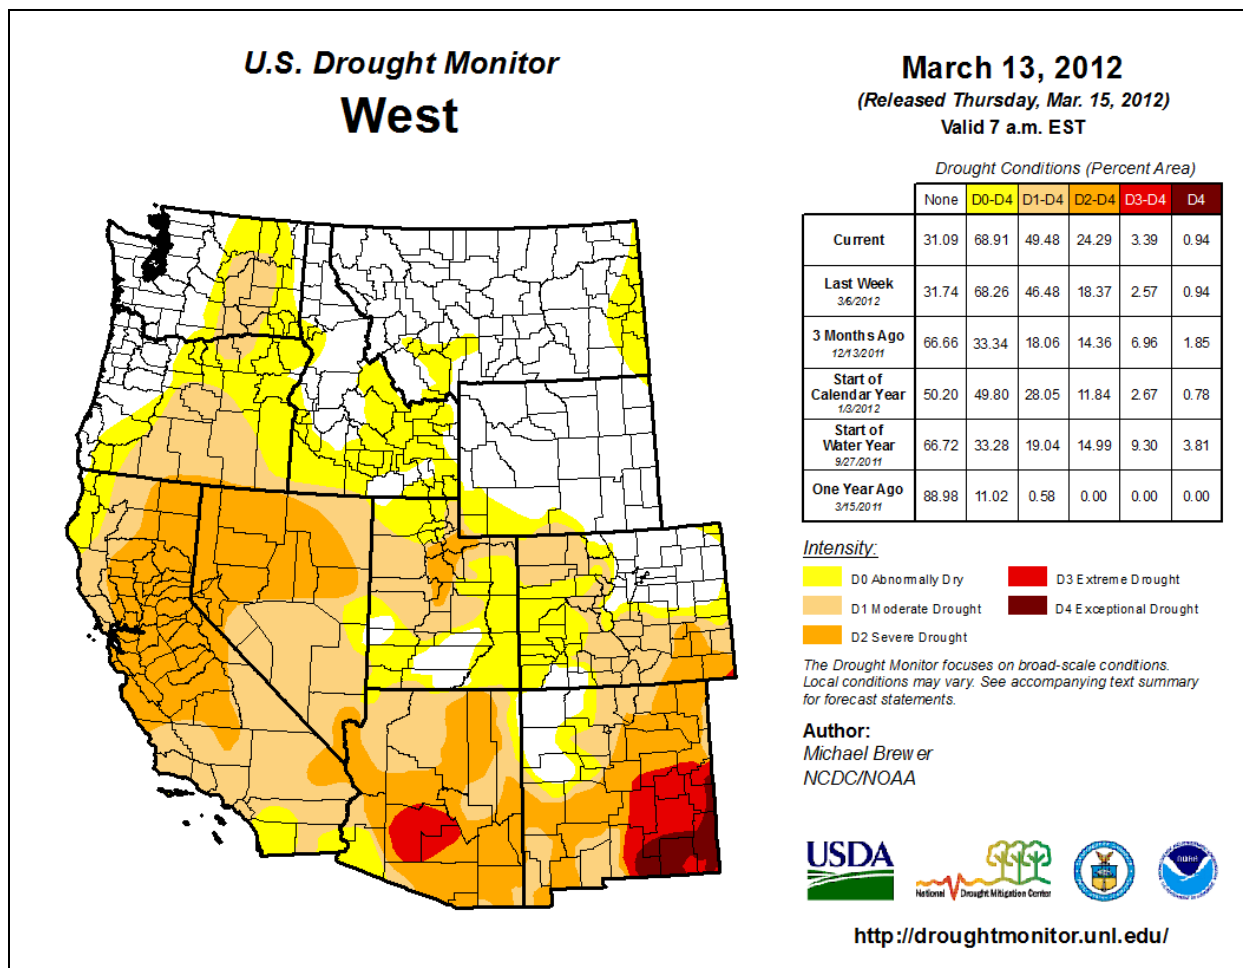 U.S. Drought Monitor
West
March 13, 2012
(Released Thursday, Mar. 15, 2012)
Valid 7 a.m. EST
Drought Conditions (Percent Area)
None D0-D4 D1-D4 D2-D4 D3-D4 D4
Current 31.09 68.91 49.48 24.29 3.39 0.94
Last Week
3/6/2012
31.74 68.26 46.48 18.37 2.57 0.94
3 Months Ago
12/13/2011
66.66 33.34 18.06 14.36 6.96 1.85
Start of
Calendar Year
1/3/2012
50.20 49.80 28.05 11.84 2.67 0.78
Start of
Water Year
9/27/2011
66.72 33.28 19.04 14.99 9.30 3.81
One Year Ago
3/15/2011
88.98 11.02 0.58 0.00 0.00 0.00
Intensity:
D0 Abnormally Dry
D1 Moderate Drought
D2 Severe Drought
D3 Extreme Drought
D4 Exceptional Drought
The Drought Monitor focuses on broad-scale conditions.
Local conditions may vary. See accompanying text summary
for forecast statements.
Author:
Michael Brewer
NCDC/NOAA
USDA
National Drought Mitigation Center
NOAA
http://droughtmonitor.unl.edu/